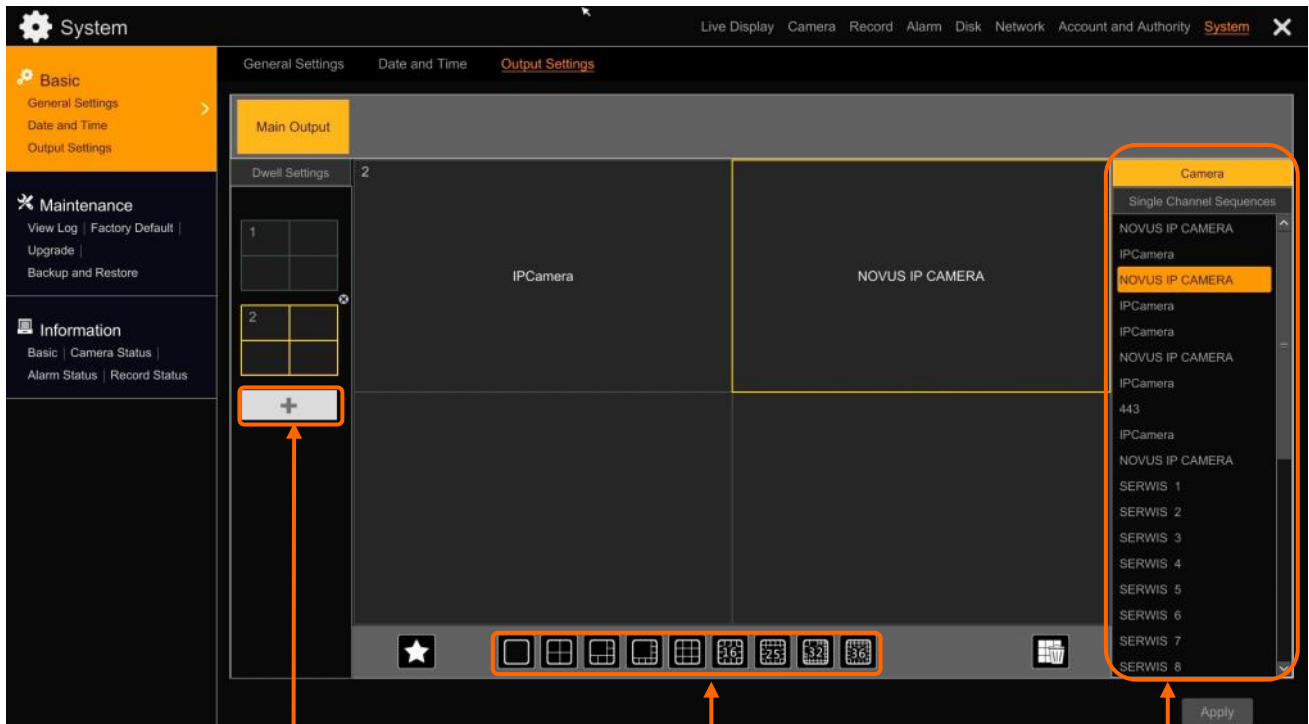 System
Live Display Camera Record Alarm Disk Network Account and Authority System
Basic
General Settings
Date and Time
Output Settings
Maintenance
View Log | Factory Default |
Upgrade |
Backup and Restore
Information
Basic | Camera Status |
Alarm Status | Record Status
General Settings Date and Time Output Settings
Main Output
Dwell Settings
1
2
2
IPCamera
NOVUS IP CAMERA
16
25
32
36
Camera
Single Channel Sequences
NOVUS IP CAMERA
IPCamera
NOVUS IP CAMERA
IPCamera
IPCamera
NOVUS IP CAMERA
IPCamera
443
IPCamera
NOVUS IP CAMERA
SERWIS 1
SERWIS 2
SERWIS 3
SERWIS 4
SERWIS 5
SERWIS 6
SERWIS 7
SERWIS 8
Apply